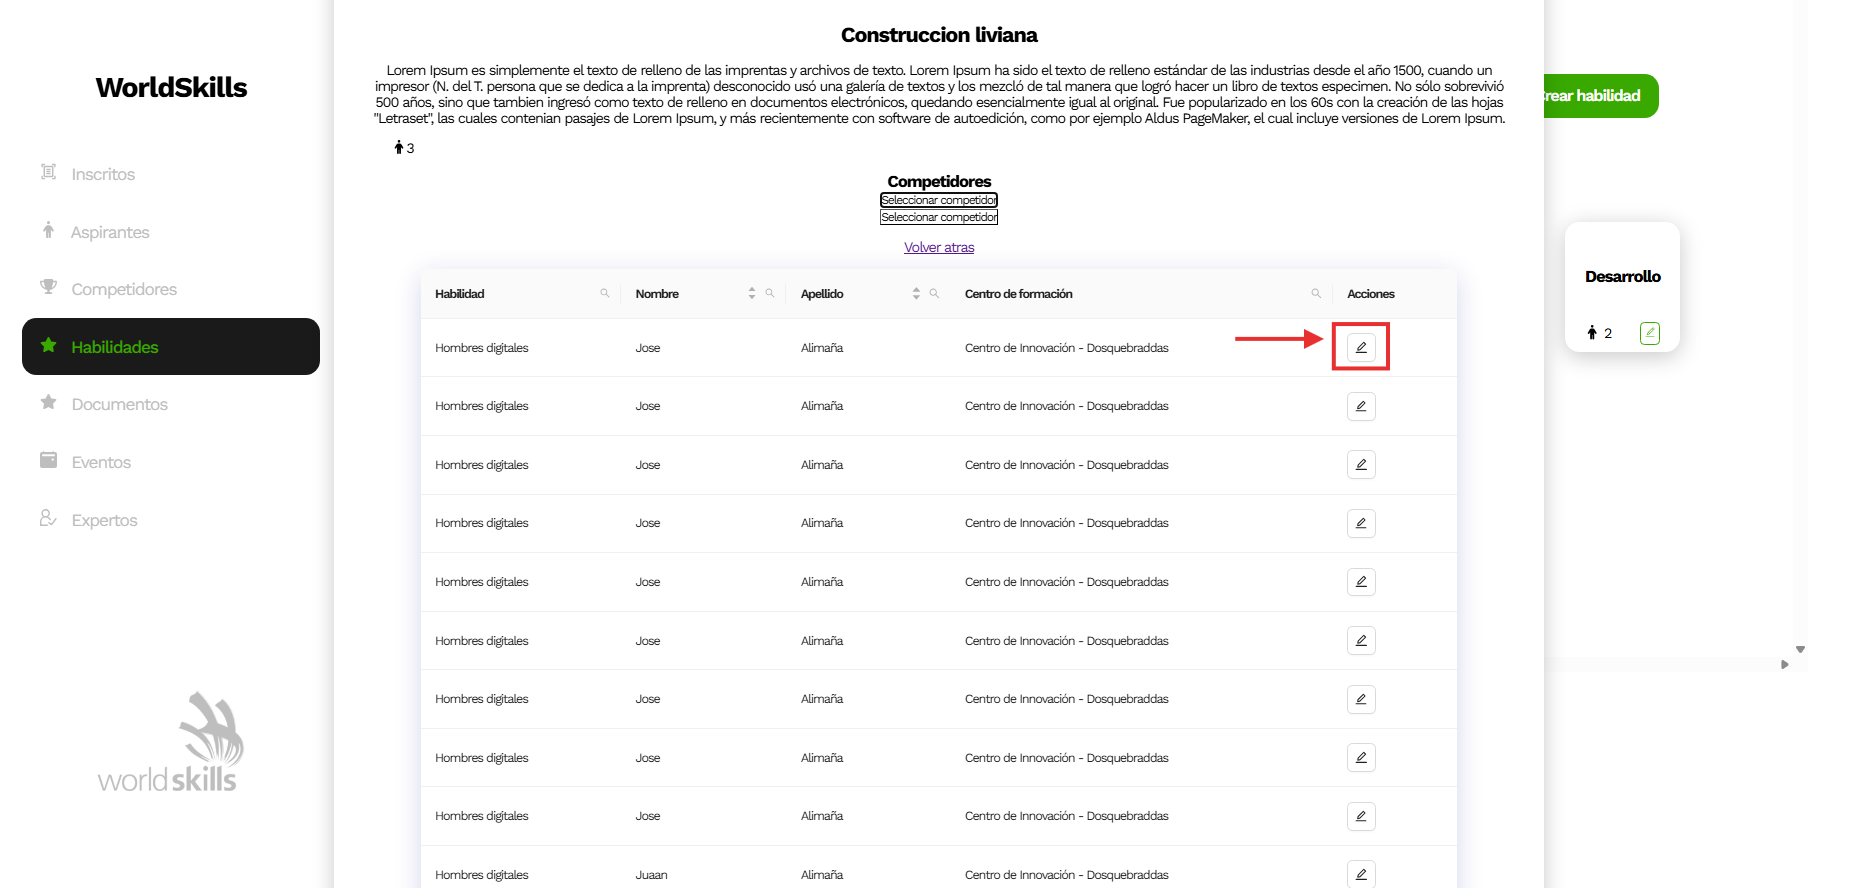 WorldSkills
Inscritos
Aspirantes
Competidores
Habilidades
Documentos
Eventos
Expertos
world skills
Construccion liviana
Lorem Ipsum es simplemente el texto de relleno de las imprentas y archivos de texto. Lorem Ipsum ha sido el texto de relleno estándar de las industrias desde el año 1500, cuando un
impresor (N. del T. persona que se dedica a la imprenta) desconocido usó una galería de textos y los mezcló de tal manera que logró hacer un libro de textos especimen. No sólo sobrevivió
500 años, sino que tambien ingresó como texto de relleno en documentos electrónicos, quedando esencialmente igual al original. Fue popularizado en los 60s con la creación de las hojas
"Letraset", las cuales contenian pasajes de Lorem Ipsum, y más recientemente con software de autoedición, como por ejemplo Aldus PageMaker, el cual incluye versiones de Lorem Ipsum.
3
Competidores
Seleccionar competidor
Seleccionar competidor
Volver atras
Habilidad Nombre Apellido Centro de formación Acciones
Hombres digitales Jose Alimaña Centro de Innovación - Dosquebraddas
Hombres digitales Jose Alimaña Centro de Innovación - Dosquebraddas
Hombres digitales Jose Alimaña Centro de Innovación - Dosquebraddas
Hombres digitales Jose Alimaña Centro de Innovación - Dosquebraddas
Hombres digitales Jose Alimaña Centro de Innovación - Dosquebraddas
Hombres digitales Jose Alimaña Centro de Innovación - Dosquebraddas
Hombres digitales Jose Alimaña Centro de Innovación - Dosquebraddas
Hombres digitales Jose Alimaña Centro de Innovación - Dosquebraddas
Hombres digitales Jose Alimaña Centro de Innovación - Dosquebraddas
Hombres digitales Juaan Alimaña Centro de Innovación - Dosquebraddas
Crear habilidad
Desarrollo
2